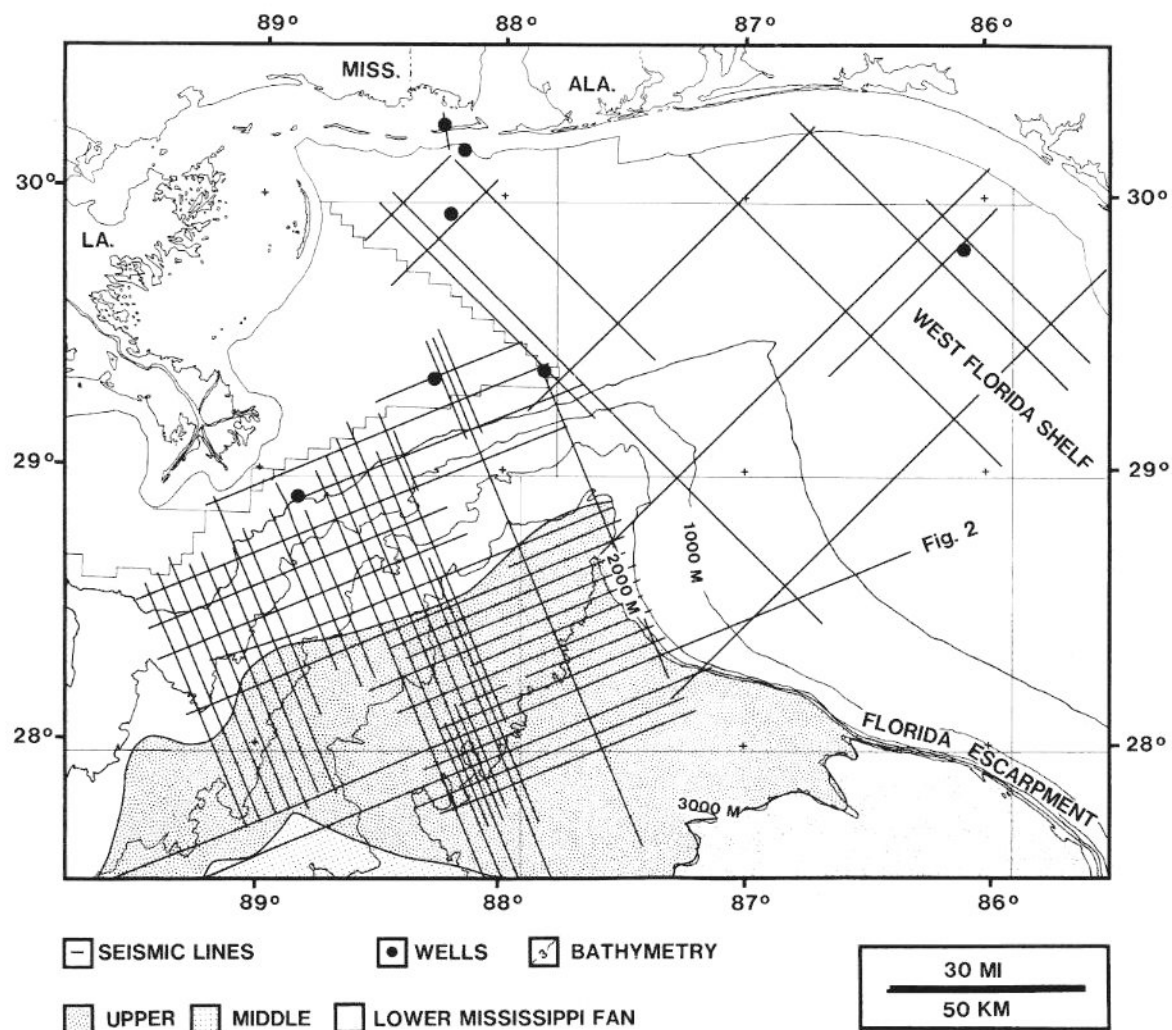 89° 88° 87° 86°
MISS. ALA.
30° 30°
LA.
WEST FLORIDA SHELF
29° 29°
Fig. 2
1000 M
2000 M
28° 28°
FLORIDA ESCARPMENT
3000 M
89° 88° 87° 86°
SEISMIC LINES WELLS BATHYMETRY
30 MI
50 KM
UPPER MIDDLE LOWER MISSISSIPPI FAN